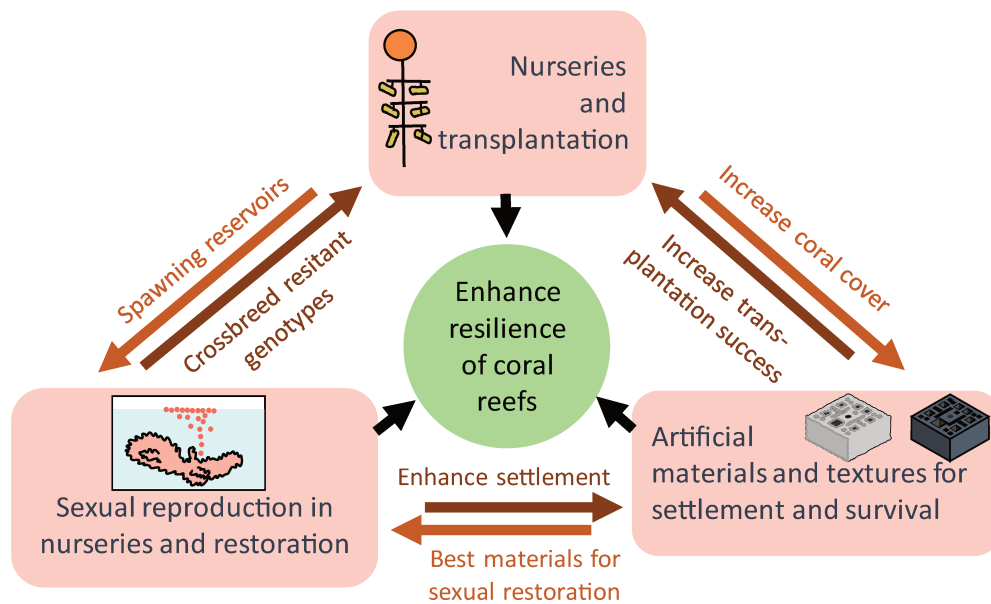 Nurseries
and
transplantation
Spawning reservoirs
Crossbreed resitant
genotypes
Increase coral cover
Increase trans-
plantation success
Enhance
resilience
of coral
reefs
Sexual reproduction in
nurseries and restoration
Enhance settlement
Best materials for
sexual restoration
Artificial
materials and textures for
settlement and survival